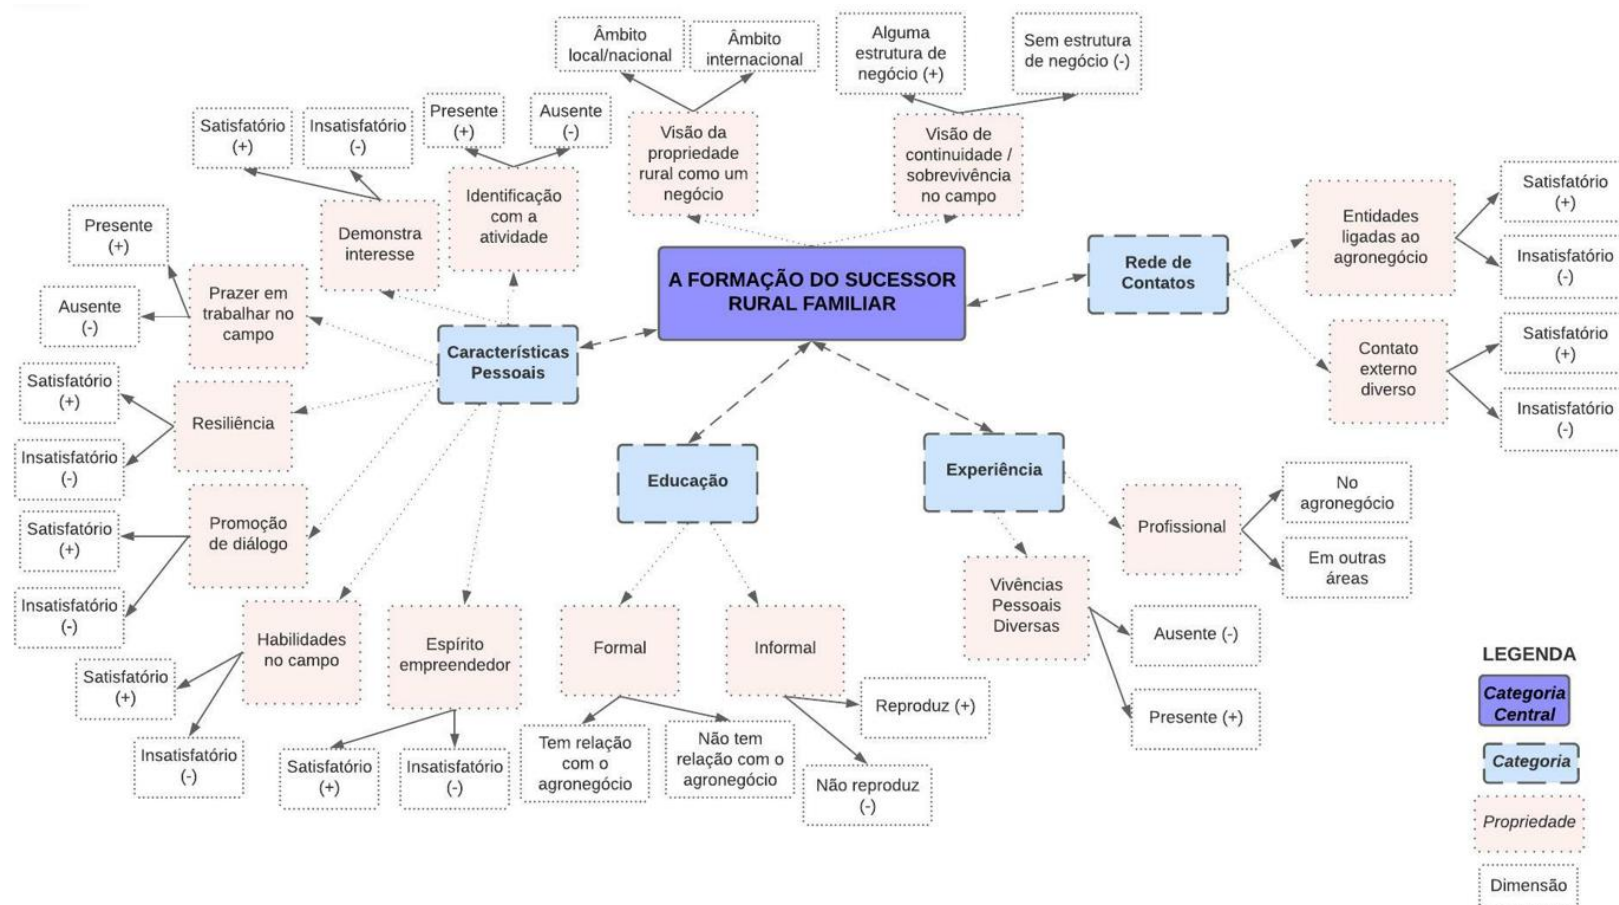 Âmbito
local/nacional
Âmbito
internacional
Alguma
estrutura de
negócio (+)
Sem estrutura
de negócio (-)
Satisfatório
(+)
Insatisfatório
(-)
Presente
(+)
Ausente
(-)
Visão da
propriedade
rural como um
negócio
Visão de
continuidade /
sobrevivência
no campo
Identificação
com a
atividade
Demonstra
interesse
Presente
(+)
Ausente
(-)
Prazer em
trabalhar no
campo
A FORMAÇÃO DO SUCESSOR
RURAL FAMILIAR
Rede de
Contatos
Entidades
ligadas ao
agronegócio
Satisfatório
(+)
Insatisfatório
(-)
Contato
externo
diverso
Satisfatório
(+)
Insatisfatório
(-)
Características
Pessoais
Satisfatório
(+)
Insatisfatório
(-)
Resiliência
Satisfatório
(+)
Insatisfatório
(-)
Promoção
de diálogo
Educação
Experiência
Profissional
No
agronegócio
Em outras
áreas
Vivências
Pessoais
Diversas
Ausente (-)
Presente (+)
Habilidades
no campo
Satisfatório
(+)
Insatisfatório
(-)
Espírito
empreendedor
Satisfatório
(+)
Insatisfatório
(-)
Formal
Tem relação
com o
agronegócio
Não tem
relação com o
agronegócio
Informal
Reproduz (+)
Não reproduz
(-)
LEGENDA
Categoria
Central
Categoria
Propriedade
Dimensão